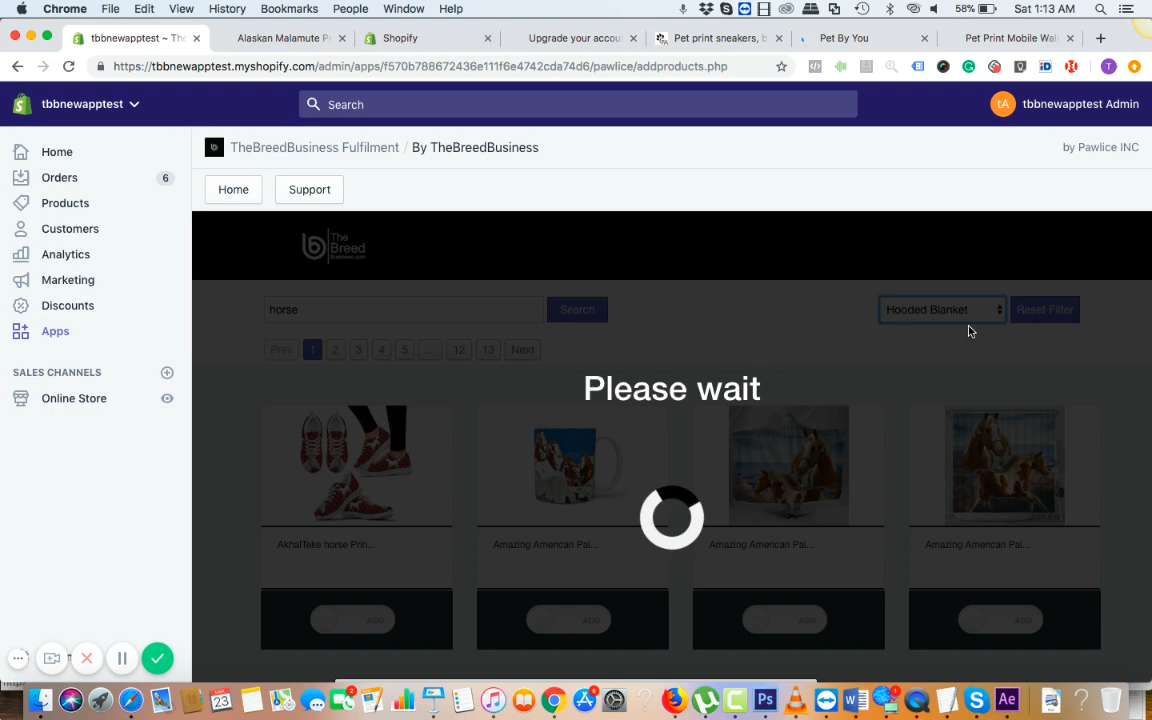 Chrome File Edit View History Bookmarks People Window Help 58% Sat 1:13 AM
tbbnewapptest ~ The Alaskan Malamute P Shopify Upgrade your accou Pet print sneakers, b Pet By You Pet Print Mobile Wal
https://tbbnewapptest.myshopify.com/admin/apps/f570b788672436e111f6e4742cda74d6/pawlice/addproducts.php
tbbnewapptest Search tA tbbnewapptest Admin
TheBreedBusiness Fulfilment / By TheBreedBusiness by Pawlice INC
Home Support
Home
Orders 6
Products
Customers
Analytics
Marketing
Discounts
Apps
SALES CHANNELS
Online Store
The
Breed
Business.com
horse Search Hooded Blanket Reset Filter
Prev 1 2 3 4 5 ... 12 13 Next
Please wait
AkhalTeke horse Prin... Amazing American Pai... Amazing American Pai... Amazing American Pai...
ADD ADD ADD ADD